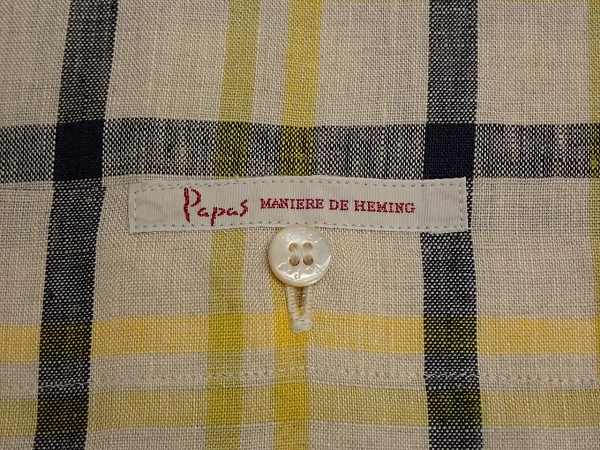 Papas MANIERE DE HEMING